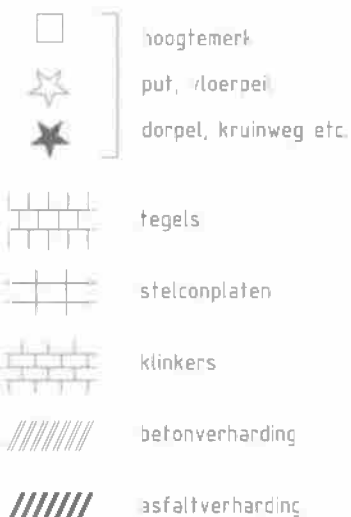 hoogtemerk
put, vloerpeil
dorpel, kruinweg etc.
tegels
stelconplaten
klinkers
betonverharding
asfaltverharding